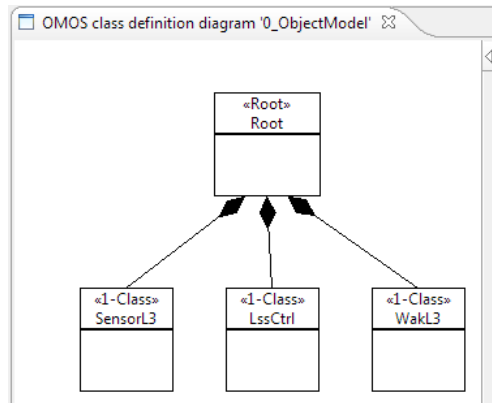 OMOS class definition diagram '0_ObjectModel'
«Root»
Root
«1-Class»
SensorL3
«1-Class»
LssCtrl
«1-Class»
WakL3